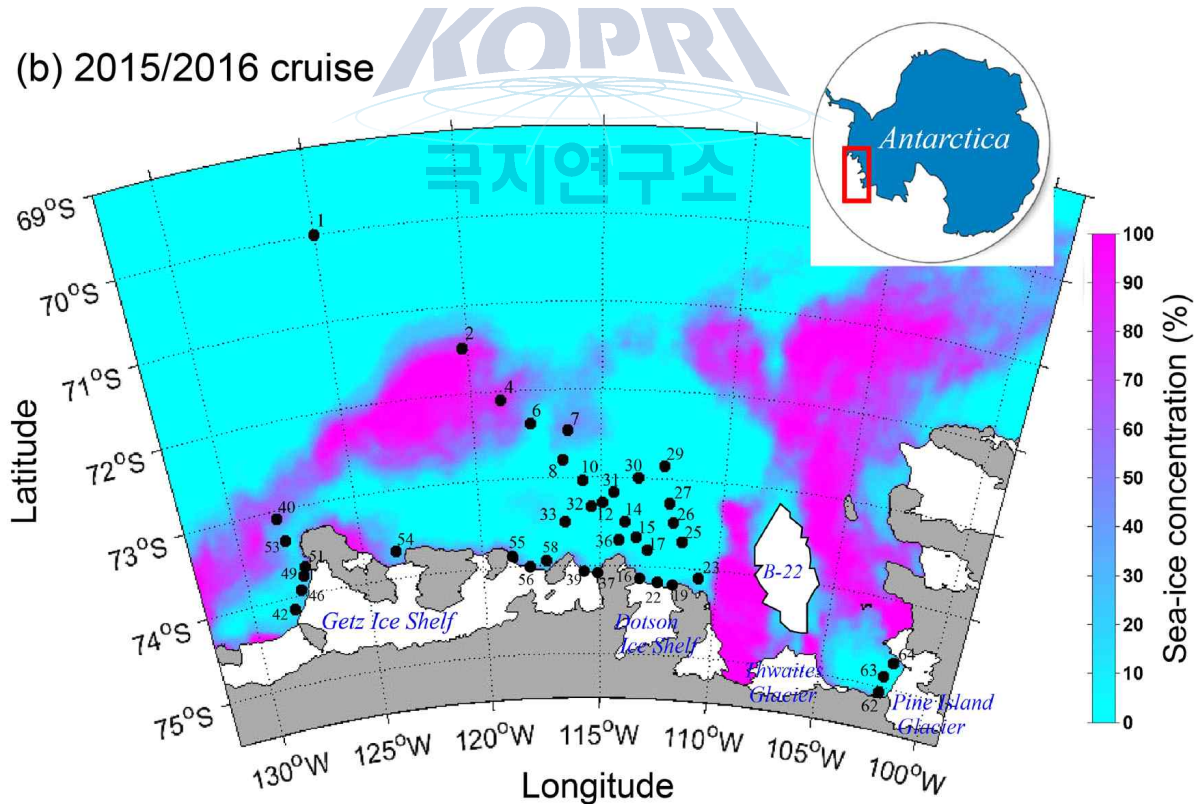 KOPRI
(b) 2015/2016 cruise
극지연구소
Antarctica
69°S
70°S
71°S
72°S
73°S
74°S
75°S
Latitude
1
2
4
6
7
8
10
29
30
31
27
32
12
14
33
26
15
25
36
17
40
53
54
51
49
46
42
55
58
56
39
37
16
22
19
23
B-22
Getz Ice Shelf
Dotson
Ice Shelf
Thwaites
Glacier
64
63
62
Pine Island
Glacier
130°W
125°W
120°W
115°W
110°W
105°W
100°W
Longitude
100
90
80
70
60
50
40
30
20
10
0
Sea-ice concentration (%)